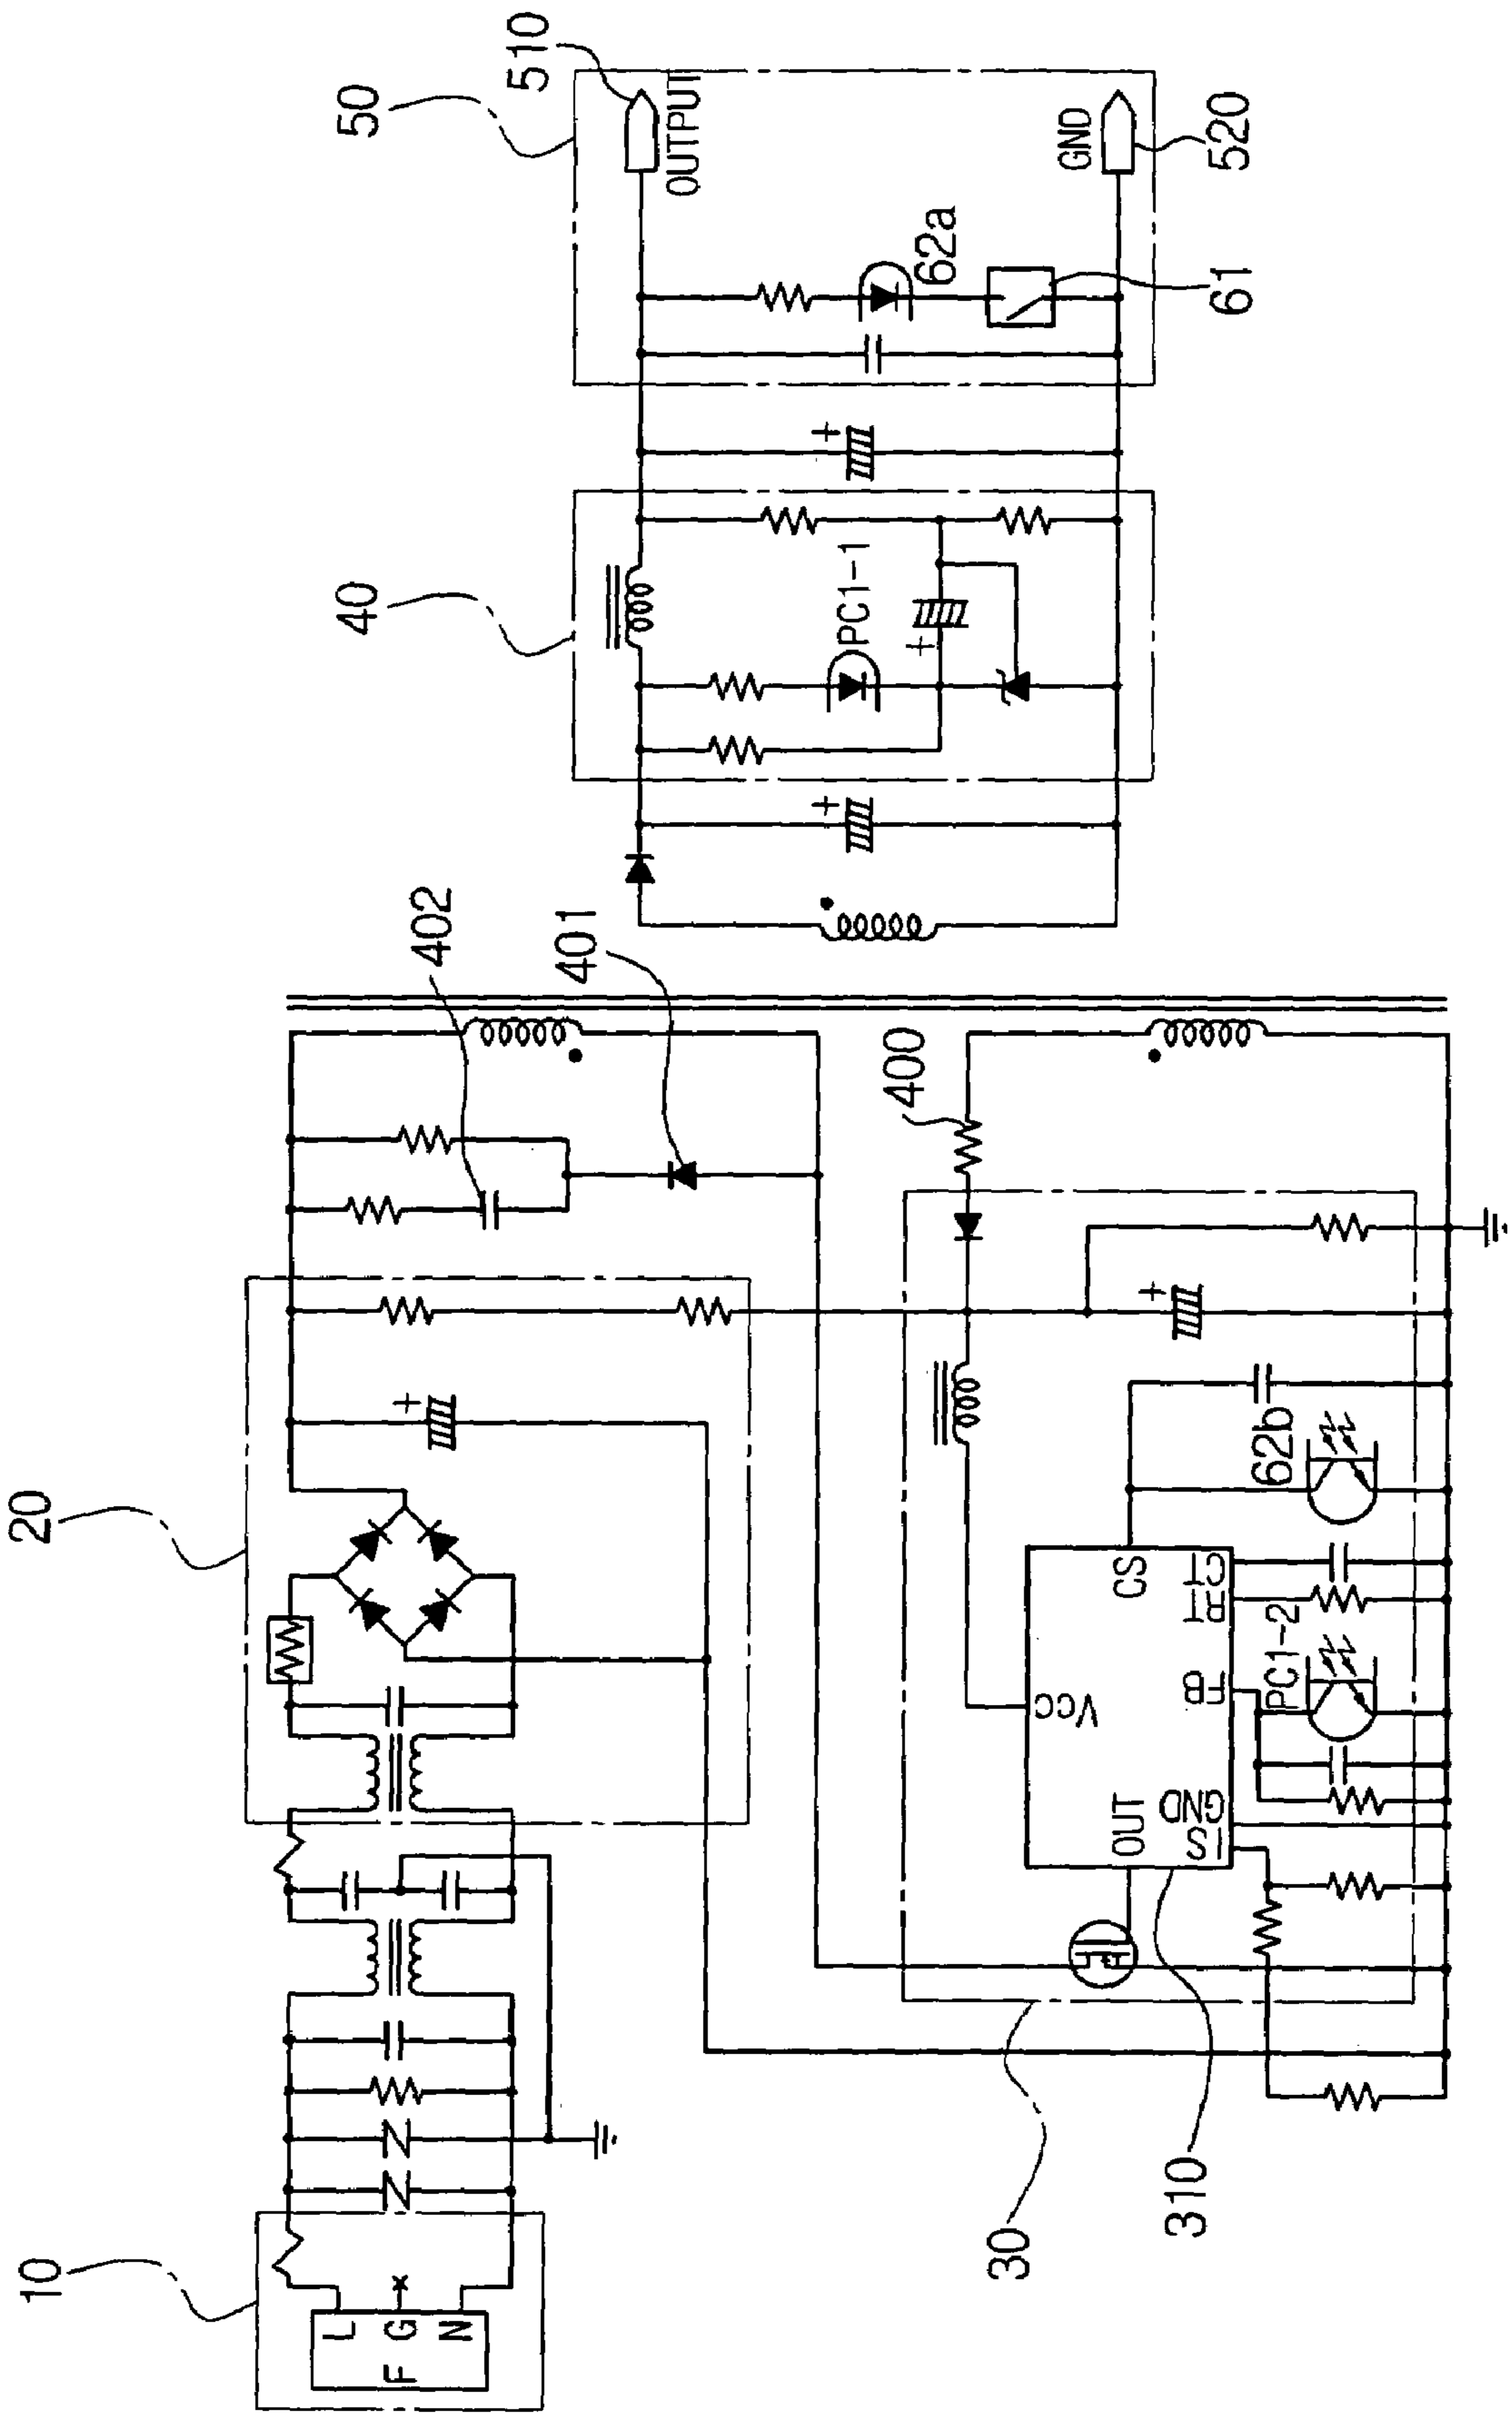 10
F
L
G
N
20
402
401
400
30
310
OUT
Vcc
CS
IS
GND
FB
RT
CT
PC1-2
62b
40
PC1-1
50
510
OUTPUT
62a
61
GND
520